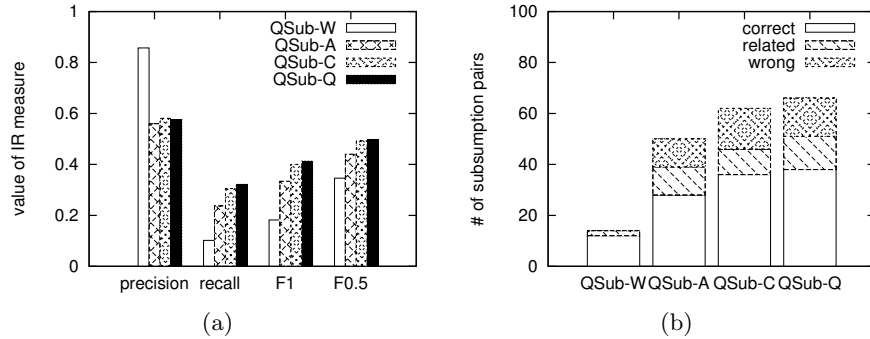 value of IR measure
1
0.8
0.6
0.4
0.2
0
QSub-W
QSub-A
QSub-C
QSub-Q
precision recall F1 F0.5
(a)
# of subsumption pairs
100
80
60
40
20
0
correct
related
wrong
QSub-W QSub-A QSub-C QSub-Q
(b)